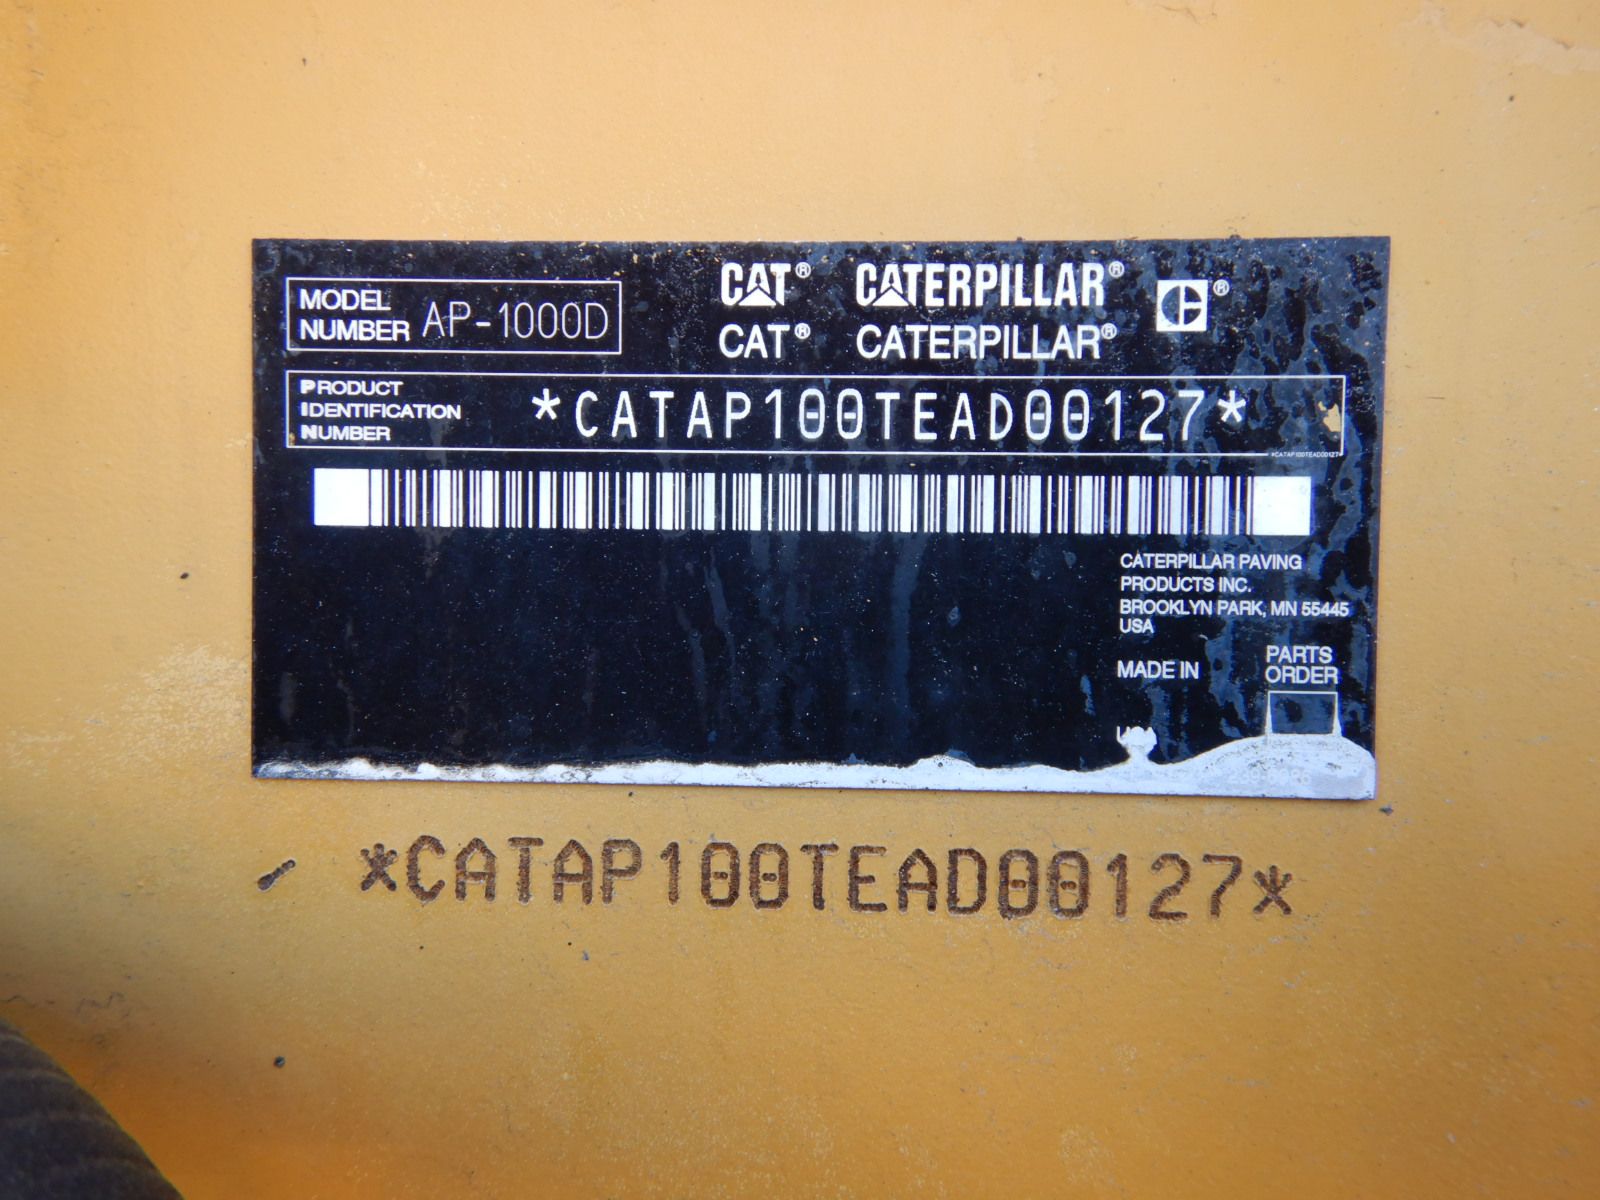 MODEL NUMBER AP-1000D
CAT® CATERPILLAR® ®
CAT® CATERPILLAR®
PRODUCT
IDENTIFICATION
NUMBER
*CATAP100TEAD00127*
*CATAP100TEAD00127*
CATERPILLAR PAVING
PRODUCTS INC.
BROOKLYN PARK, MN 55445
USA
MADE IN
PARTS
ORDER
*CATAP100TEAD00127*